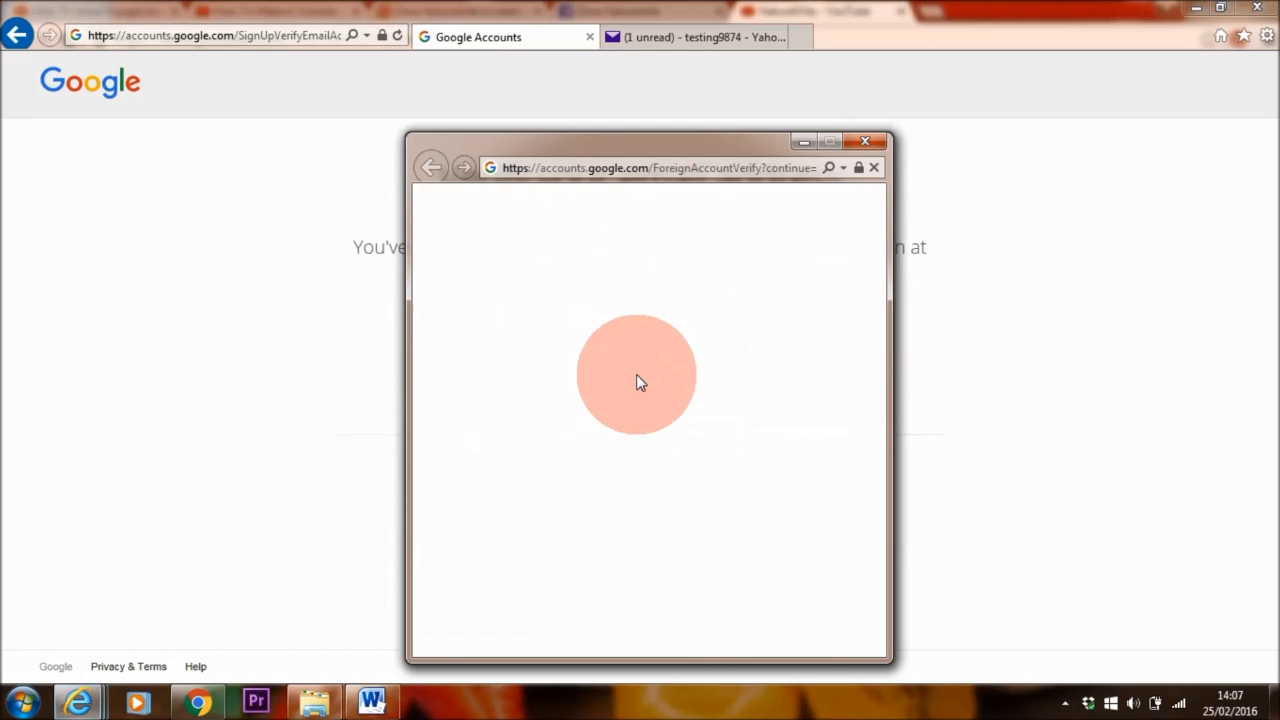 https://accounts.google.com/SignUpVerifyEmailAc
Google Accounts
(1 unread) - testing9874 - Yaho...
Google
https://accounts.google.com/ForeignAccountVerify?continue=
You've
n at
Google
Privacy & Terms
Help
Pr
14:07
25/02/2016